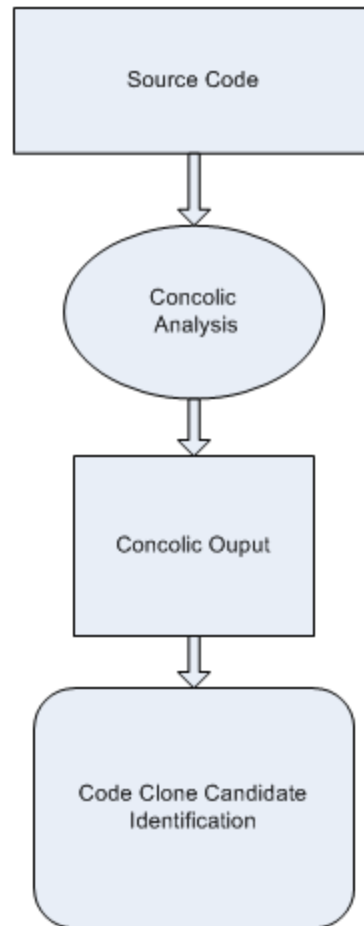 Source Code
Concolic
Analysis
Concolic Ouput
Code Clone Candidate
Identification